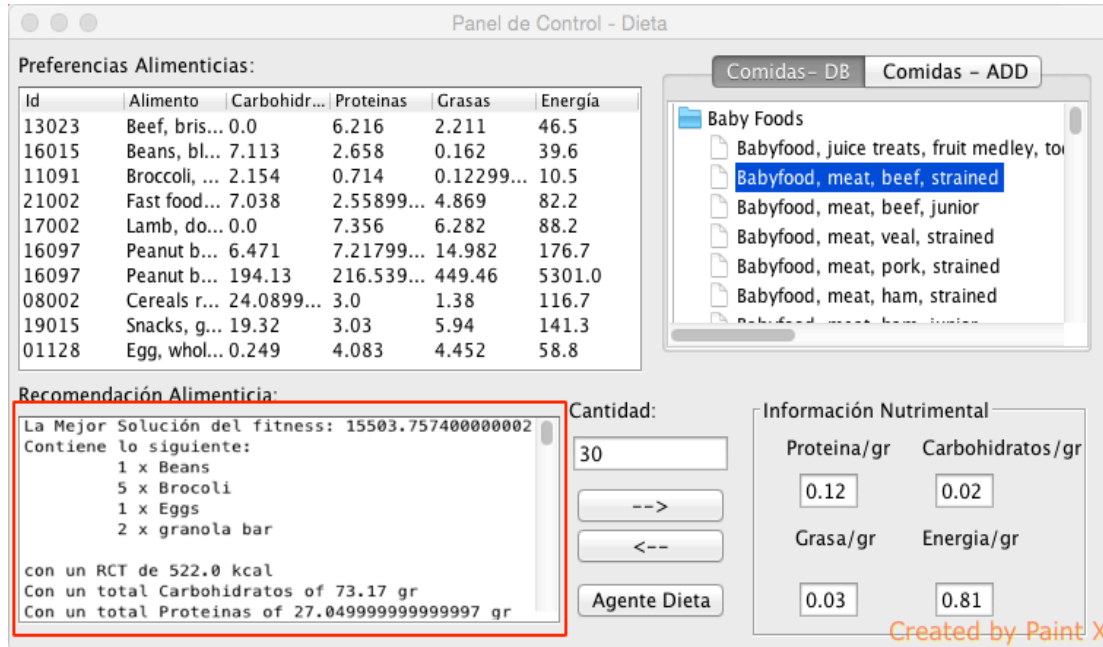 Panel de Control - Dieta
Preferencias Alimenticias:
Id Alimento Carbohidr... Proteinas Grasas Energía
13023 Beef, bris... 0.0 6.216 2.211 46.5
16015 Beans, bl... 7.113 2.658 0.162 39.6
11091 Broccoli, ... 2.154 0.714 0.12299... 10.5
21002 Fast food... 7.038 2.55899... 4.869 82.2
17002 Lamb, do... 0.0 7.356 6.282 88.2
16097 Peanut b... 6.471 7.21799... 14.982 176.7
16097 Peanut b... 194.13 216.539... 449.46 5301.0
08002 Cereals r... 24.0899... 3.0 1.38 116.7
19015 Snacks, g... 19.32 3.03 5.94 141.3
01128 Egg, whol... 0.249 4.083 4.452 58.8
Comidas- DB Comidas - ADD
Baby Foods
Babyfood, juice treats, fruit medley,
Babyfood, meat, beef, strained
Babyfood, meat, beef, junior
Babyfood, meat, veal, strained
Babyfood, meat, pork, strained
Babyfood, meat, ham, strained
Recomendación Alimenticia:
La Mejor Solución del fitness: 15503.757400000002
Contiene lo siguiente:
1 x Beans
5 x Brocoli
1 x Eggs
2 x granola bar
con un RCT de 522.0 kcal
Con un total Carbohidratos of 73.17 gr
Con un total Proteinas of 27.049999999999997 gr
Cantidad:
30
-->
<--
Agente Dieta
Información Nutrimental
Proteina/gr Carbohidratos/gr
0.12 0.02
Grasa/gr Energia/gr
0.03 0.81
Created by Paint X